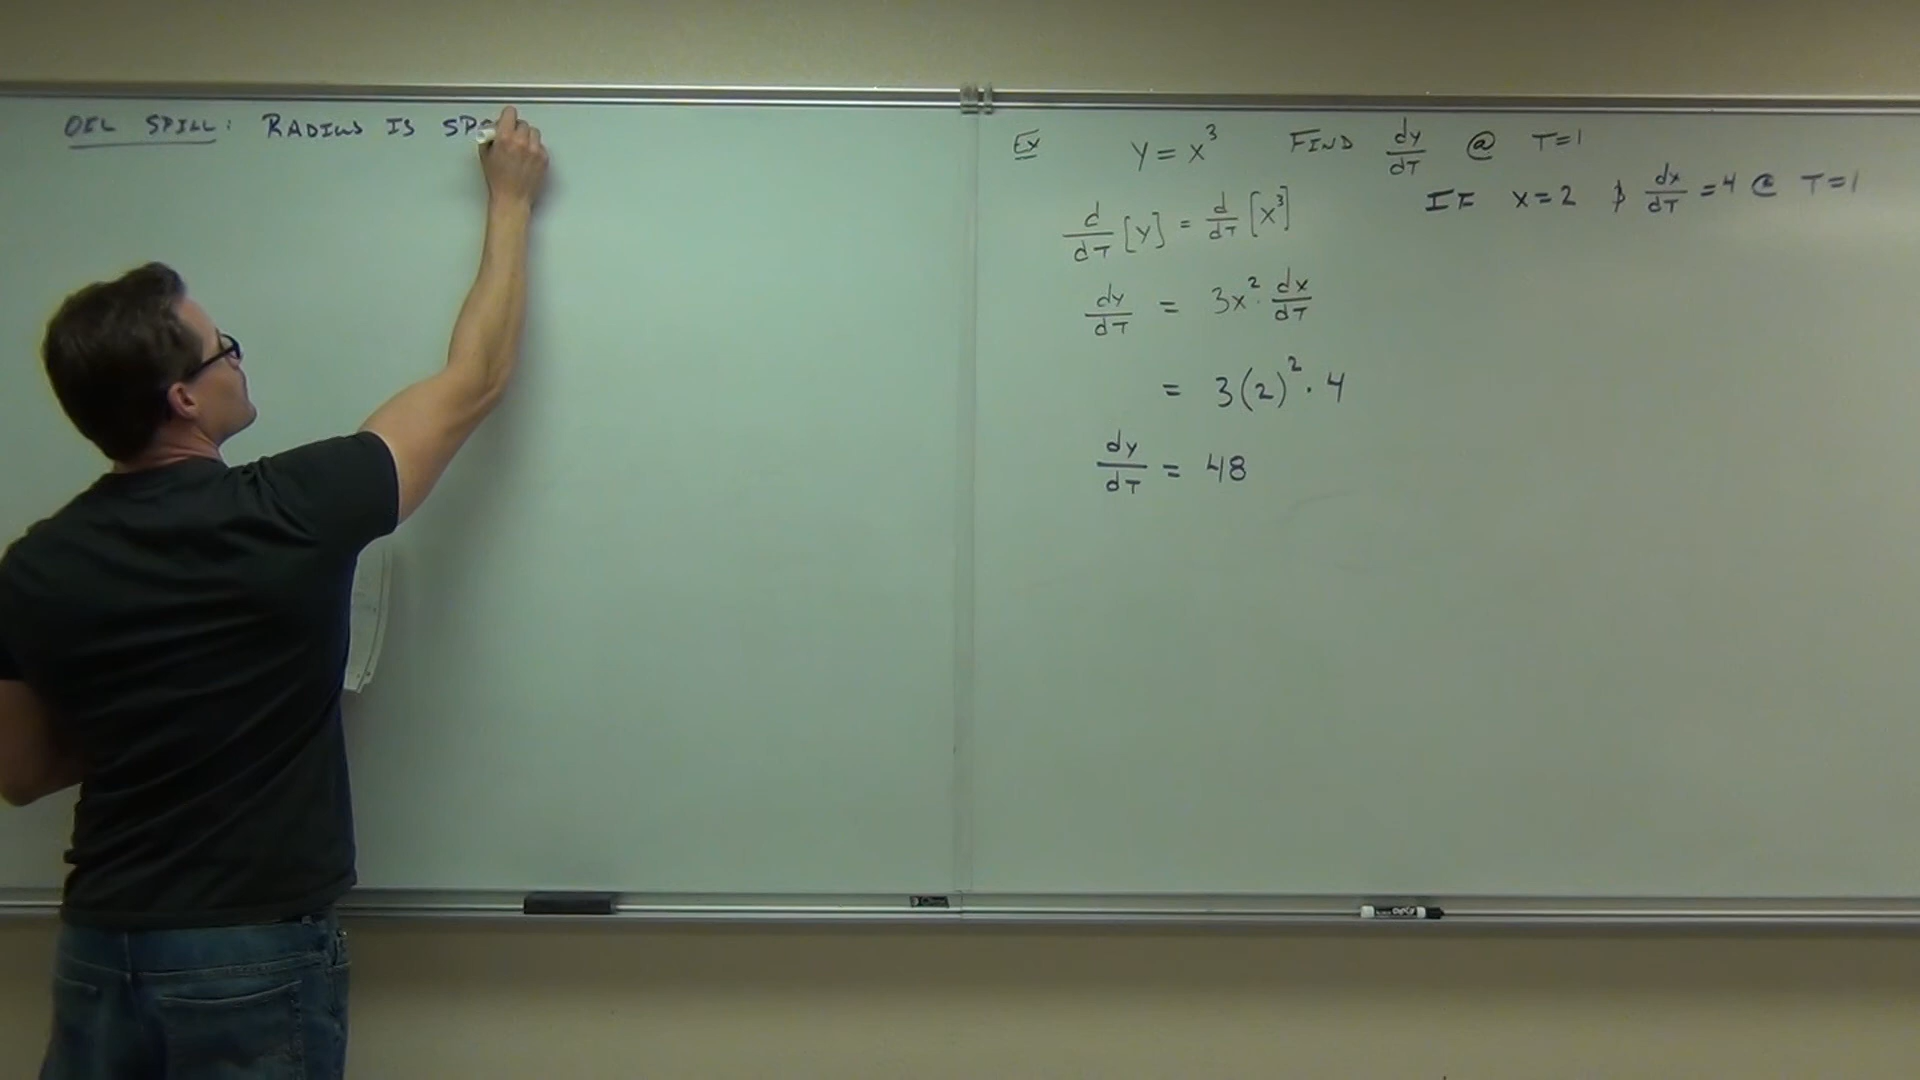 OIL SPILL: RADIUS IS
Ex y = x³ FIND dy/dT @ T=1
IF x=2 & dx/dT = 4 @ T=1
d/dT [y] = d/dT [x³]
dy/dT = 3x² · dx/dT
= 3(2)² · 4
dy/dT = 48
EXPO